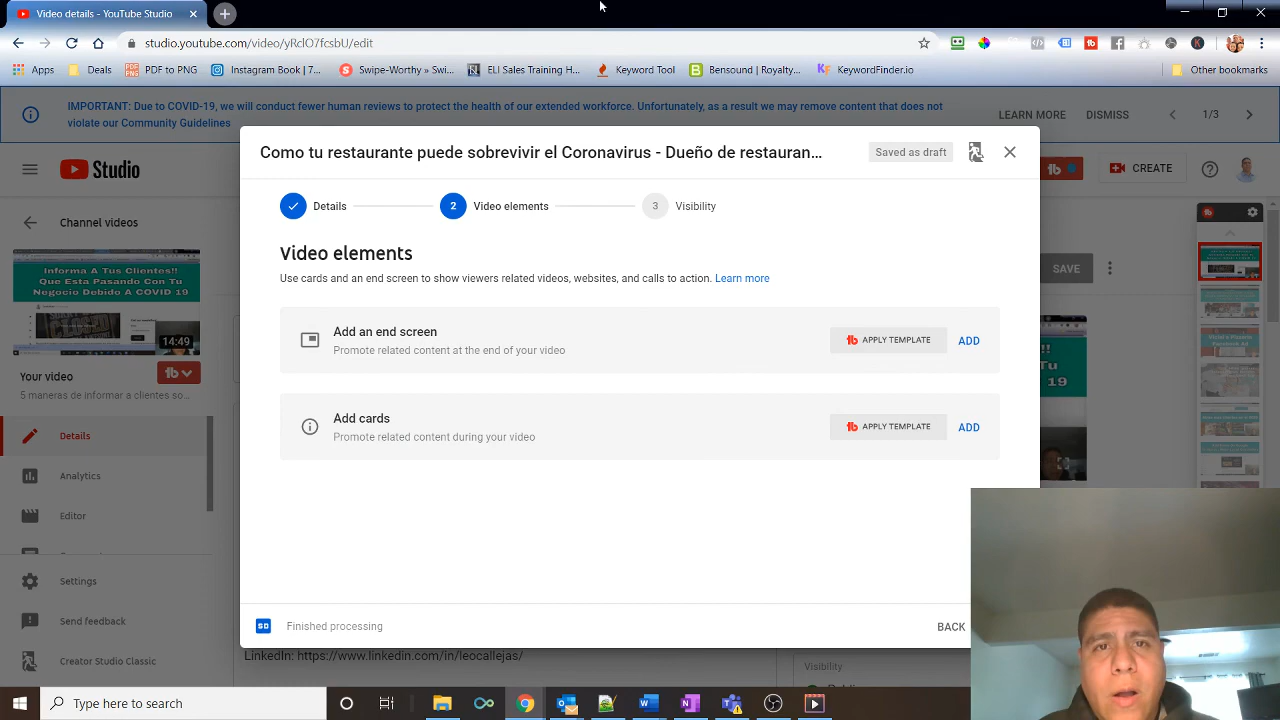 Video details - YouTube Studio
studio.youtube.com/video/yRclO7fcsbU/edit
Apps
Deals
PDF to PNG
Instagram Book | 7...
Swipe-Worthy » Swi...
ELI Sales Training H...
Keyword Tool
Bensound | Royalty...
KeywordFinder.io
Other bookmarks
IMPORTANT: Due to COVID-19, we will conduct fewer human reviews to protect the health of our extended workforce. Unfortunately, as a result we may remove content that does not
violate our Community Guidelines
LEARN MORE
DISMISS
1/3
Studio
CREATE
Channel videos
Informa A Tus Clientes!!
Que Esta Pasando Con Tu
Negocio Debido A COVID 19
14:49
Your video
5 maneras de informar a clientes so...
Details
Analytics
Editor
Settings
Send feedback
Creator Studio Classic
Como tu restaurante puede sobrevivir el Coronavirus - Dueño de restauran...
Saved as draft
Details
2
Video elements
3
Visibility
Video elements
Use cards and an end screen to show viewers related videos, websites, and calls to action. Learn more
Add an end screen
Promote related content at the end of your video
APPLY TEMPLATE
ADD
Add cards
Promote related content during your video
APPLY TEMPLATE
ADD
SD
Finished processing
BACK
SAVE
LinkedIn: https://www.linkedin.com/in/leocallejas/
Visibility
Type here to search